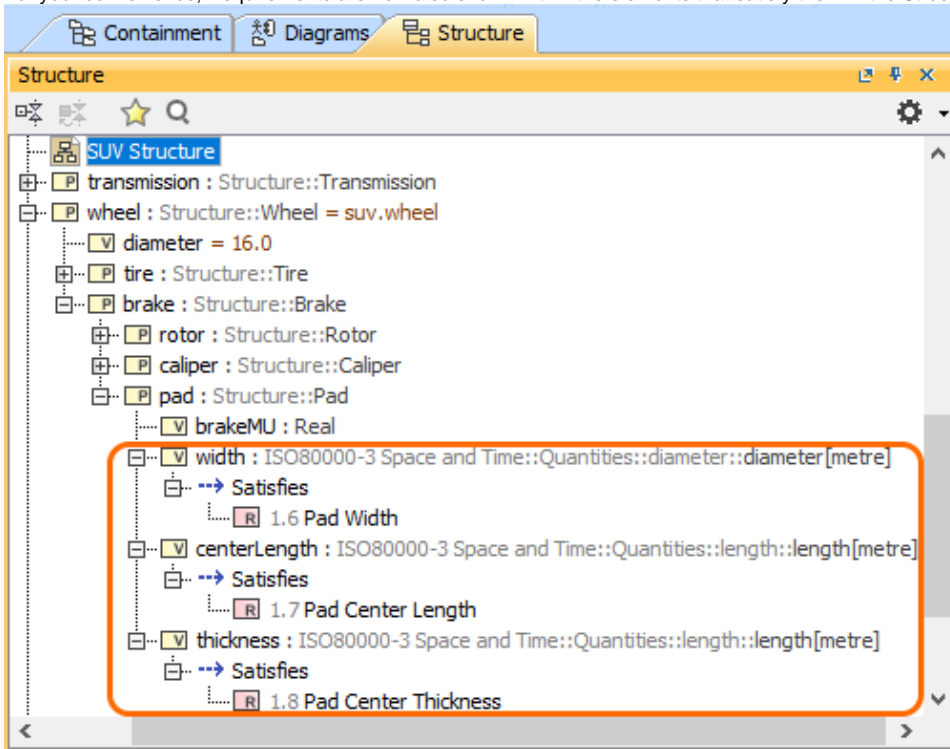 Containment Diagrams Structure
Structure
SUV Structure
P transmission : Structure::Transmission
P wheel : Structure::Wheel = suv.wheel
V diameter = 16.0
P tire : Structure::Tire
P brake : Structure::Brake
P rotor : Structure::Rotor
P caliper : Structure::Caliper
P pad : Structure::Pad
V brakeMU : Real
V width : ISO80000-3 Space and Time::Quantities::diameter::diameter[metre]
Satisfies
R 1.6 Pad Width
V centerLength : ISO80000-3 Space and Time::Quantities::length::length[metre]
Satisfies
R 1.7 Pad Center Length
V thickness : ISO80000-3 Space and Time::Quantities::length::length[metre]
Satisfies
R 1.8 Pad Center Thickness